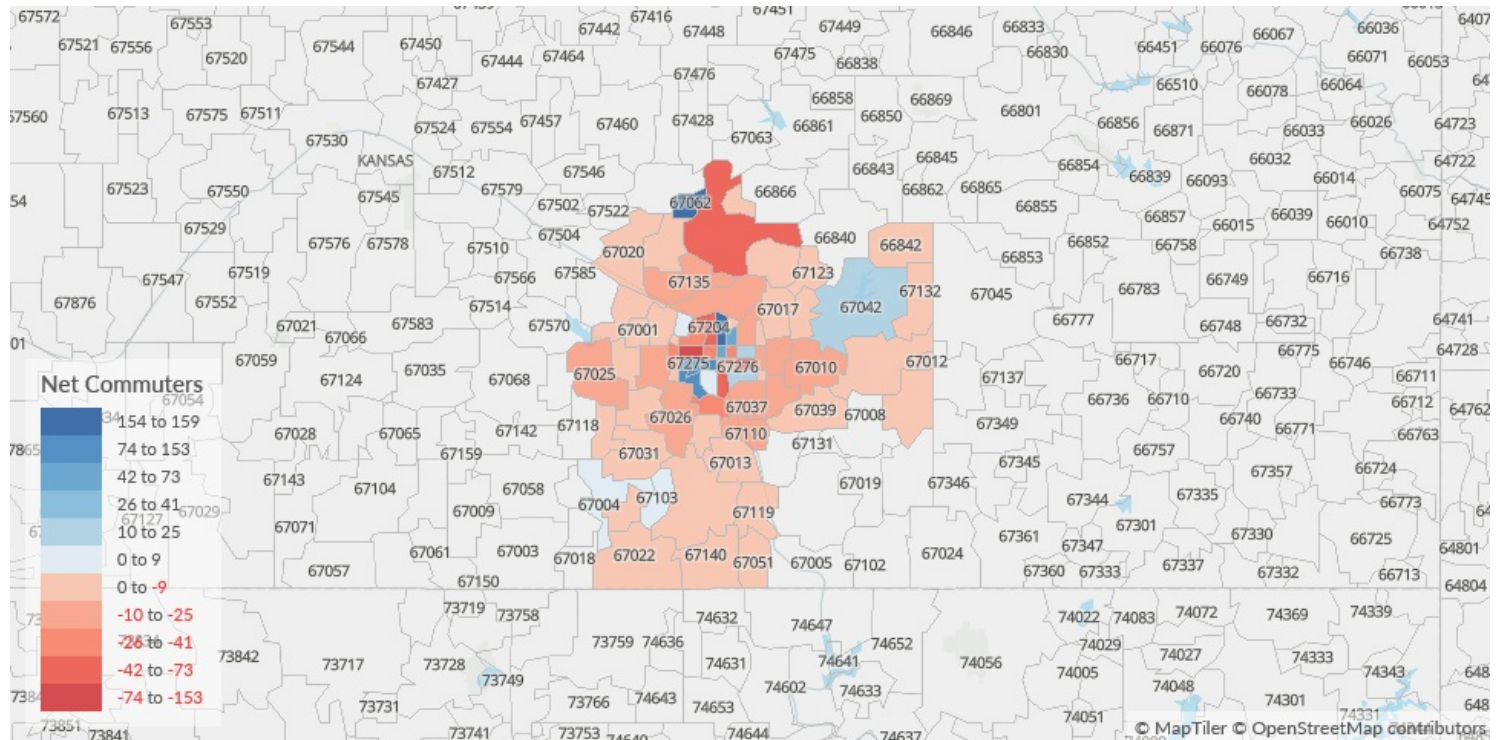 67572 67553 67442 67416 67448 67451 67449 66846 66833 66067 66036
67521 67556 67520 67544 67450 67444 67464 67475 66838 66830 66451 66076 66071 66053
67427 67476 66510 66078 66064
67560 67513 67575 67511 67524 67554 67457 67460 67428 66858 66850 66869 66801 66856 66871 66033 66026 64723
67530 67063 66861
KANSAS
67512 67546 66843 66845 66854 66839 66032 64722
67523 67550 67545 67579 66866 66862 66865 66093 66014 66075 64745
67529 67502 67522 67062 66855 66857 66015 66039 66010 64752
67576 67578 67510 67504 67020 66840 66842 66853 66852 66758 66738
67547 67519 67566 67585 67135 67123 67132 67045 66783 66749 66716
67876 67552 67514 67017 67042
67021 67066 67583 67570 67001 67204 66777 66748 66732 64741
67059 67124 67035 67068 67025 67275 67276 67010 67012 67137 66717 66720 66775 66746 64728 66711
67054 67118 67026 67037 67039 67008 67349 66736 66710 66733 66740 66712 64762
67028 67065 67142 67110 67131 66771 66763
67159 67031 67013 67345 66757 67357 66724
67143 67104 67058 67004 67103 67019 67346 67344 67335 66773
67127 67029 67071 67009 67119 67301 67330
67061 67003 67018 67022 67140 67051 67005 67102 67024 67361 67347 66725 64801
67057 67150 67360 67333 67337 67332 66713 64804
Net Commuters
154 to 159
74 to 153
42 to 73
26 to 41
10 to 25
0 to 9
0 to -9
-10 to -25
-26 to -41
-42 to -73
-74 to -153
73719 73758 74632 74647 74022 74083 74072 74369 74339
73842 73717 73728 73759 74636 74631 74641 74652 74056 74029 74027 74333
73749 74602 74633 74005 74048 74343
73731 73766 74643 74653 74051 74301 74331
73851 73841 73741 73753 74644 74637
© MapTiler © OpenStreetMap contributors